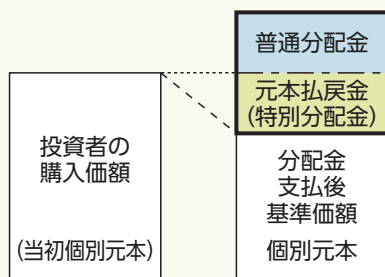 普通分配金
元本払戻金
(特別分配金)
投資者の
購入価額
(当初個別元本)
分配金
支払後
基準価額
個別元本